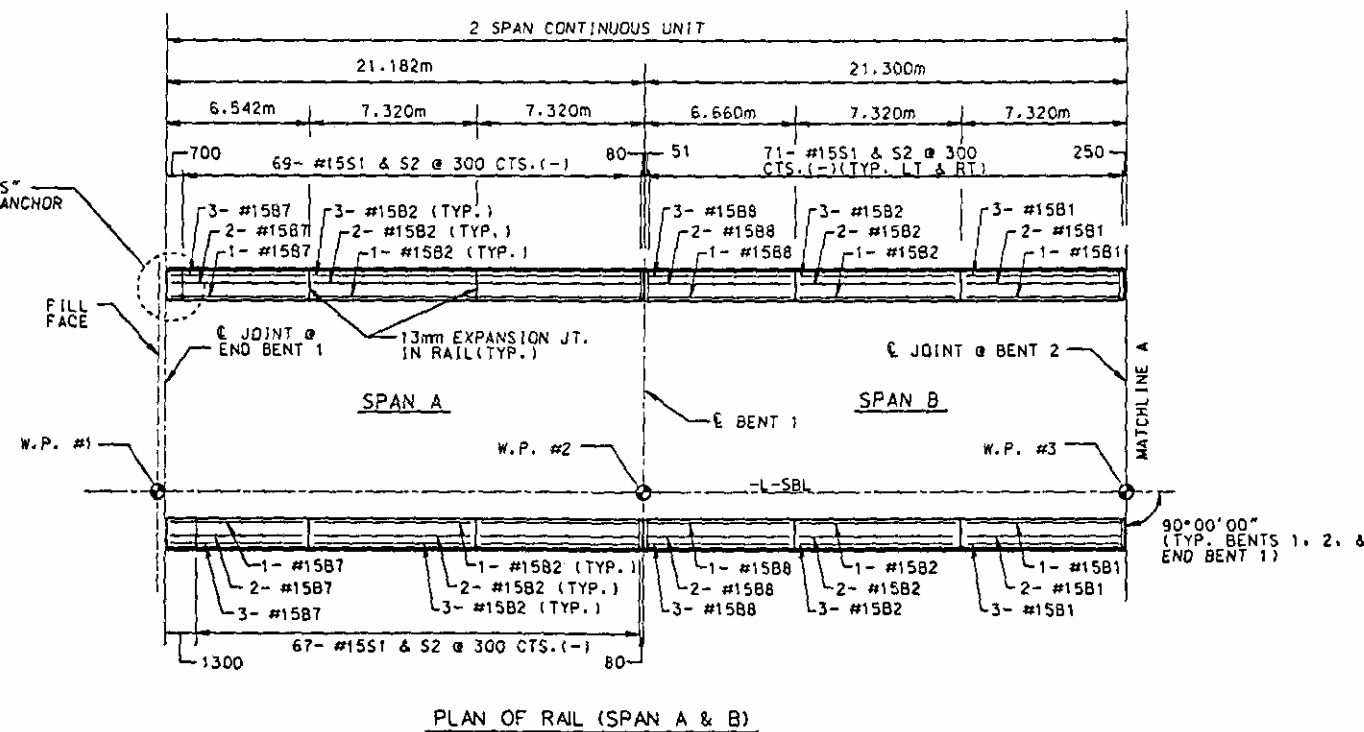 2 SPAN CONTINUOUS UNIT
21.182m
21.300m
6.542m
7.320m
7.320m
6.660m
7.320m
7.320m
700
69- #15S1 & S2 @ 300 CTS.(-)
80
51
71- #15S1 & S2 @ 300
CTS.(-)(TYP. LT & RT)
250
S"
ANCHOR
3- #15B7
2- #15B7
1- #15B7
3- #15B2 (TYP.)
2- #15B2 (TYP.)
1- #15B2 (TYP.)
3- #15B8
2- #15B8
1- #15B8
3- #15B2
2- #15B2
1- #15B2
3- #15B1
2- #15B1
1- #15B1
FILL
FACE
℄ JOINT @
END BENT 1
13mm EXPANSION JT.
IN RAIL(TYP.)
℄ JOINT @ BENT 2
MATCHLINE A
SPAN A
SPAN B
℄ BENT 1
W.P. #1
W.P. #2
W.P. #3
-L-SBL
90°00'00"
(TYP. BENTS 1, 2, &
END BENT 1)
1- #15B7
2- #15B7
3- #15B7
1- #15B2 (TYP.)
2- #15B2 (TYP.)
3- #15B2 (TYP.)
1- #15B8
2- #15B8
3- #15B8
1- #15B2
2- #15B2
3- #15B2
1- #15B1
2- #15B1
3- #15B1
67- #15S1 & S2 @ 300 CTS.(-)
1300
80
PLAN OF RAIL (SPAN A & B)